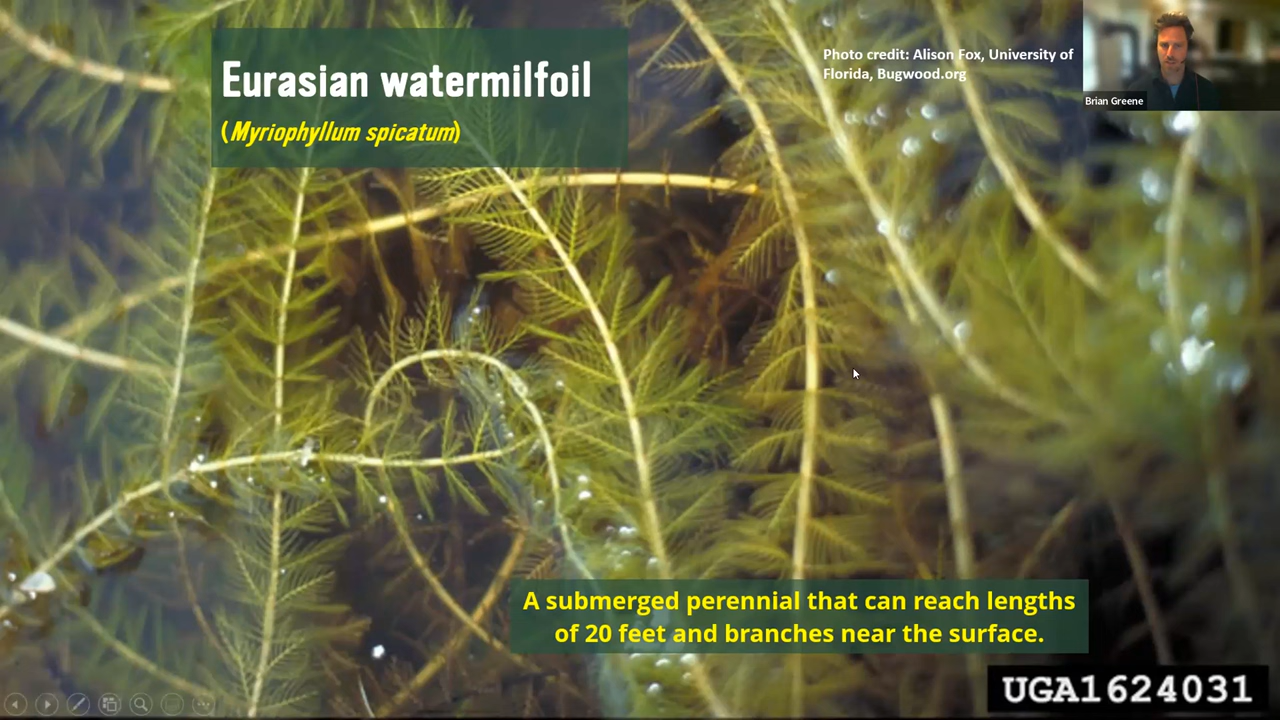 Eurasian watermilfoil
(Myriophyllum spicatum)
Photo credit: Alison Fox, University of
Florida, Bugwood.org
Brian Greene
A submerged perennial that can reach lengths
of 20 feet and branches near the surface.
UGA1624031